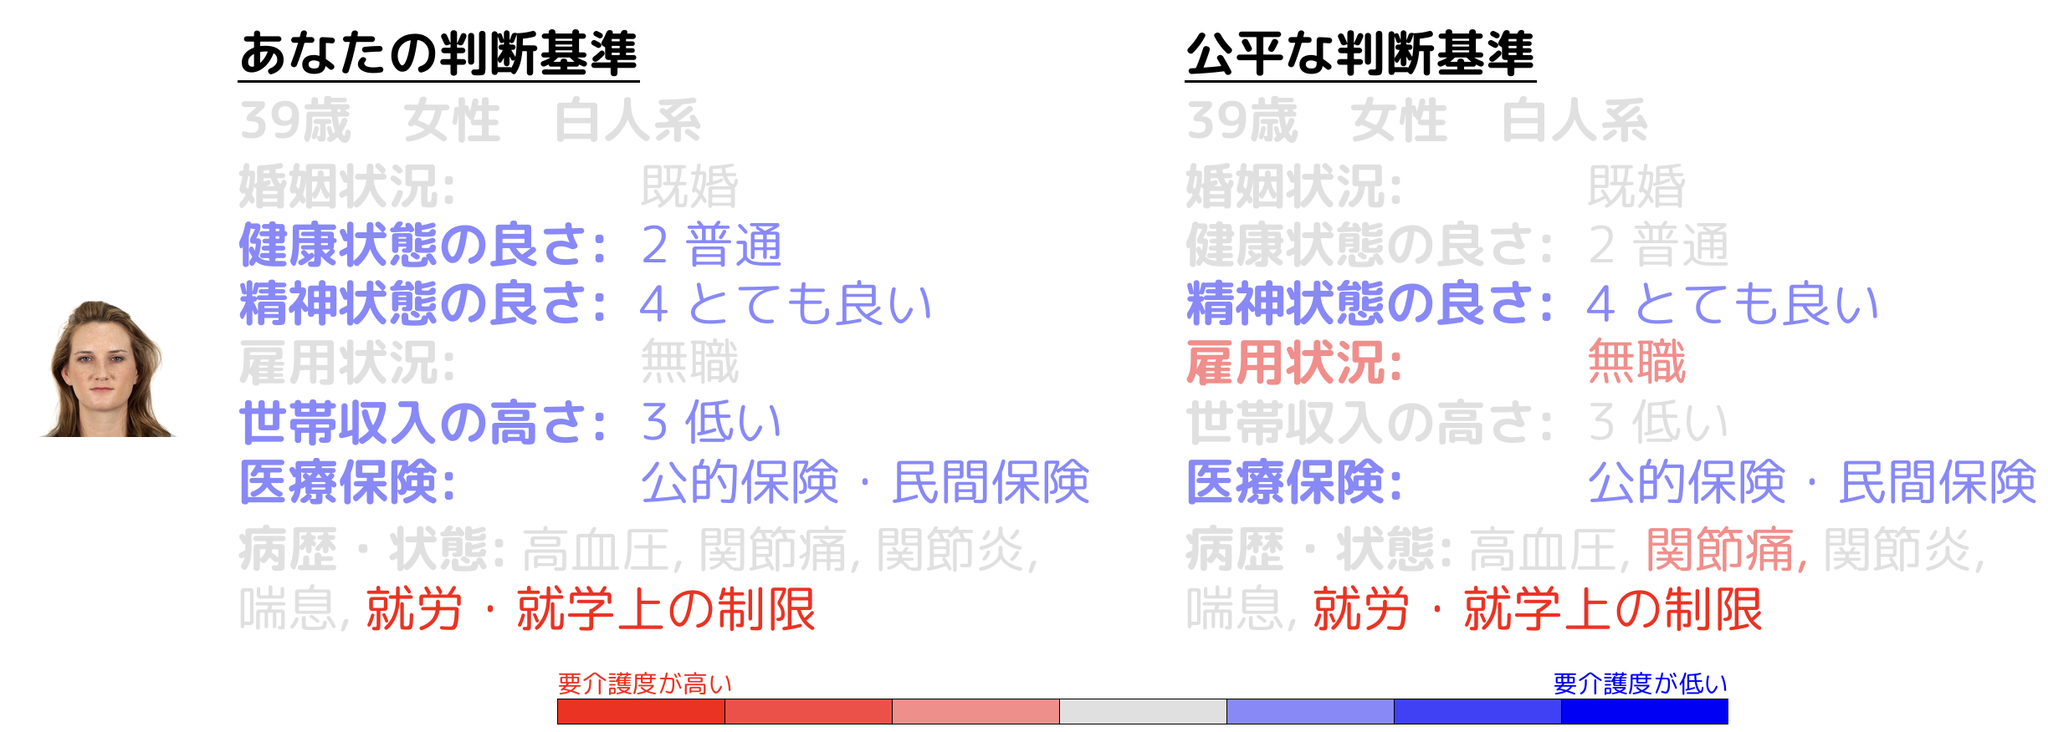 あなたの判断基準
39歳　女性　白人系
婚姻状況: 既婚
健康状態の良さ: 2 普通
精神状態の良さ: 4 とても良い
雇用状況: 無職
世帯収入の高さ: 3 低い
医療保険: 公的保険・民間保険
病歴・状態: 高血圧, 関節痛, 関節炎,
喘息, 就労・就学上の制限
公平な判断基準
39歳　女性　白人系
婚姻状況: 既婚
健康状態の良さ: 2 普通
精神状態の良さ: 4 とても良い
雇用状況: 無職
世帯収入の高さ: 3 低い
医療保険: 公的保険・民間保険
病歴・状態: 高血圧, 関節痛, 関節炎,
喘息, 就労・就学上の制限
要介護度が高い
要介護度が低い